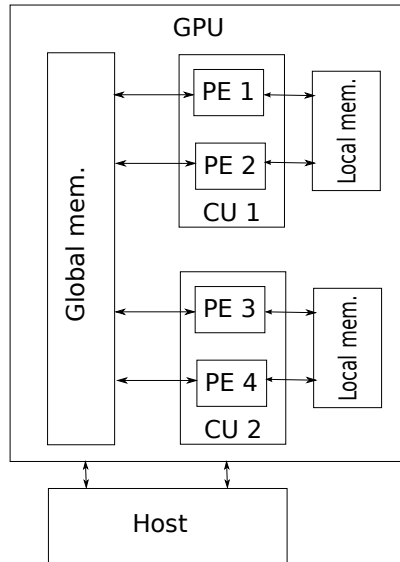 GPU
Global mem.
PE 1
PE 2
CU 1
Local mem.
PE 3
PE 4
CU 2
Local mem.
Host